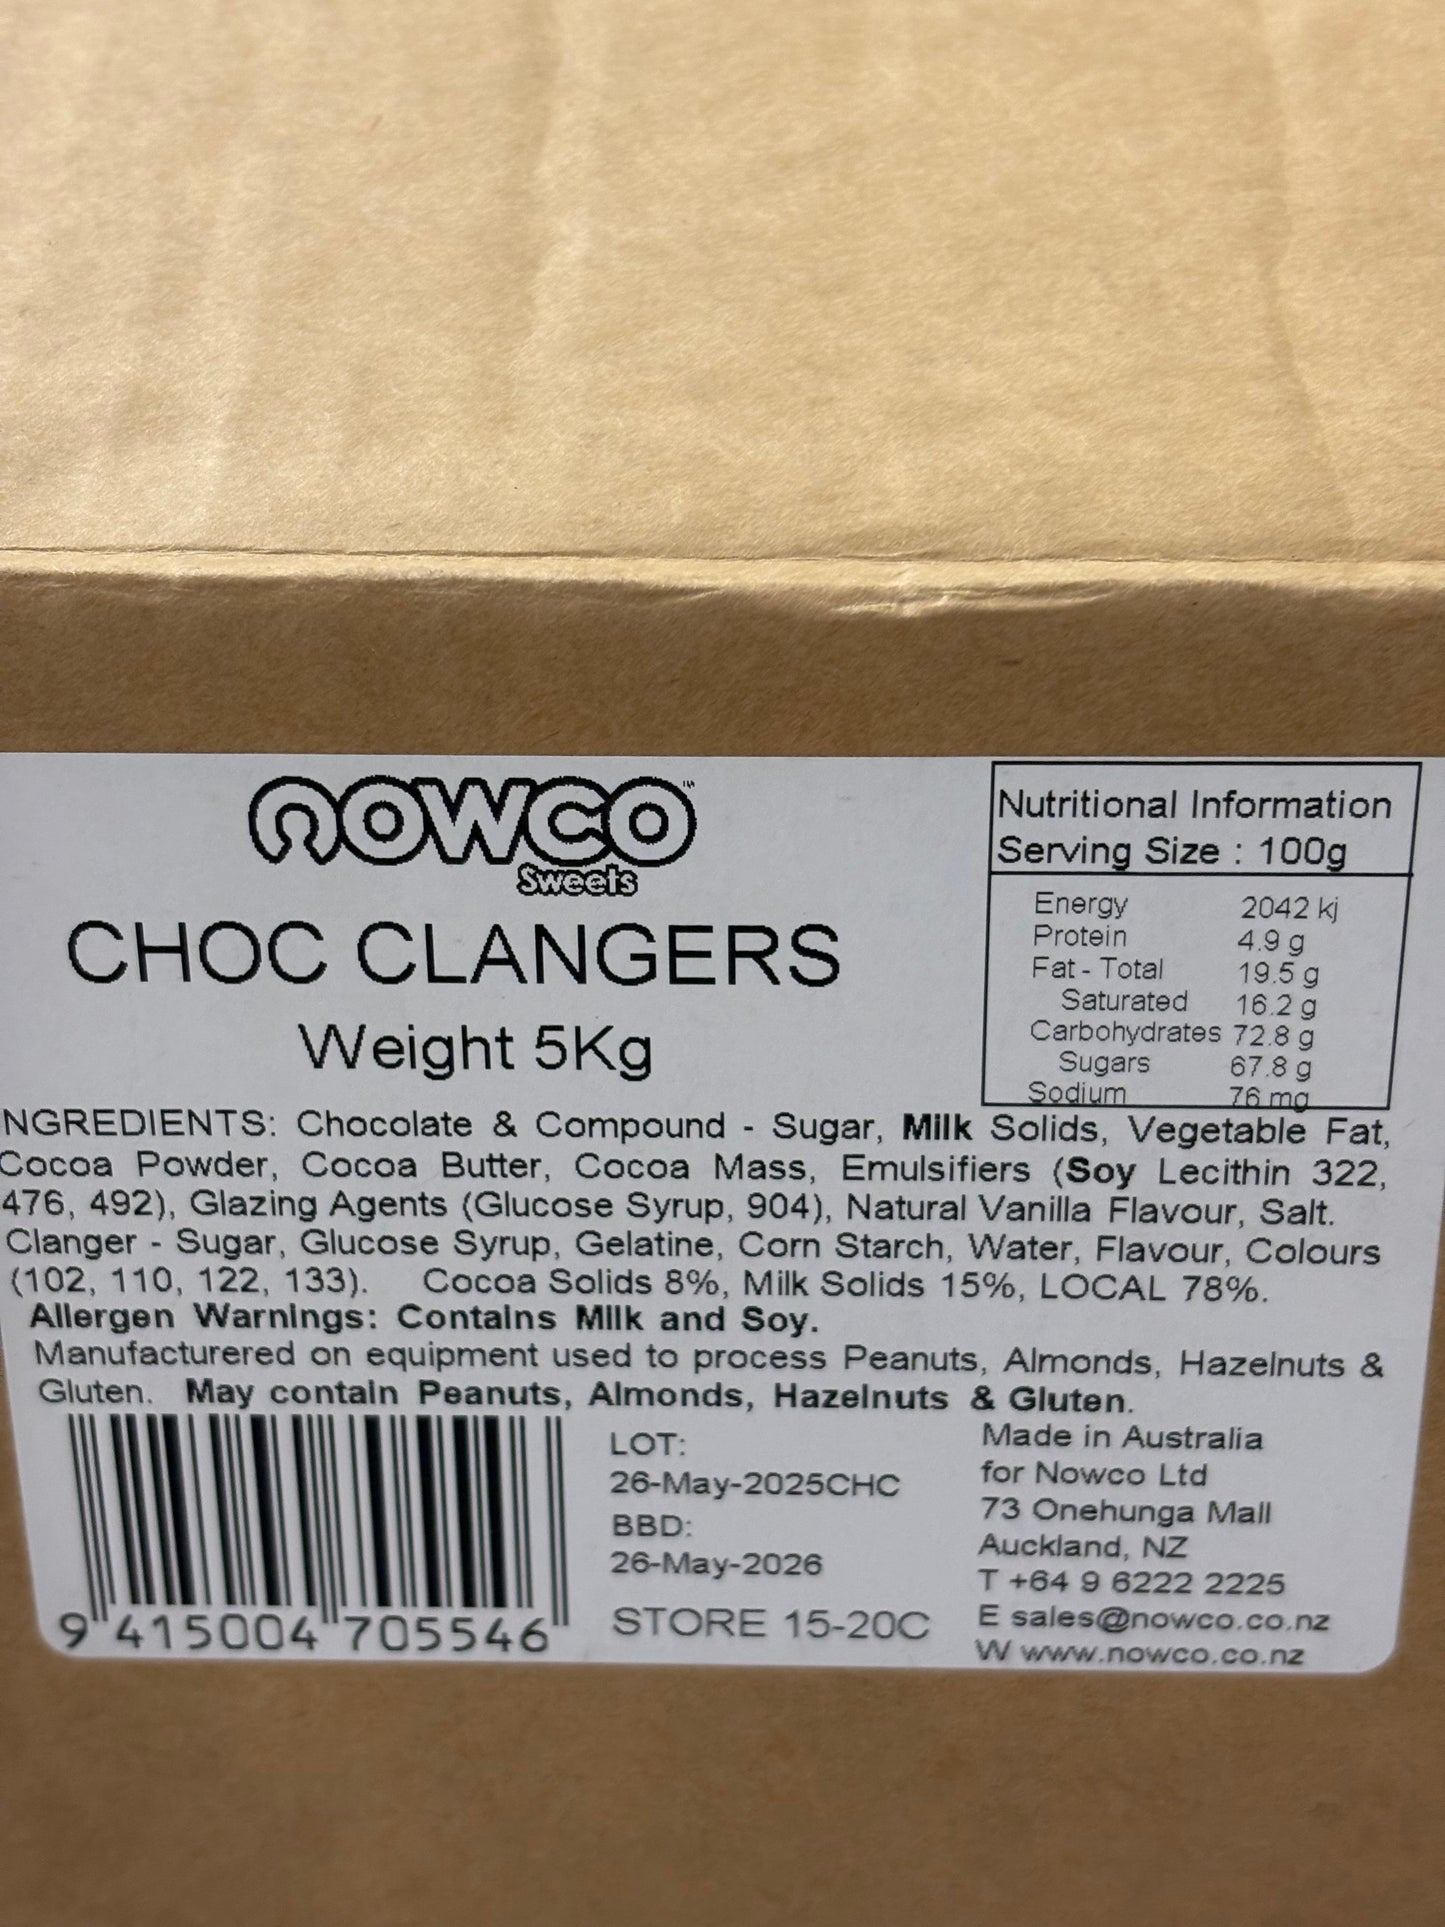 nowco™
Sweets
CHOC CLANGERS
Weight 5Kg
Nutritional Information
Serving Size : 100g
Energy 2042 kj
Protein 4.9 g
Fat - Total 19.5 g
Saturated 16.2 g
Carbohydrates 72.8 g
Sugars 67.8 g
Sodium 76 mg
NGREDIENTS: Chocolate & Compound - Sugar, Milk Solids, Vegetable Fat,
Cocoa Powder, Cocoa Butter, Cocoa Mass, Emulsifiers (Soy Lecithin 322,
476, 492), Glazing Agents (Glucose Syrup, 904), Natural Vanilla Flavour, Salt.
Clanger - Sugar, Glucose Syrup, Gelatine, Corn Starch, Water, Flavour, Colours
(102, 110, 122, 133). Cocoa Solids 8%, Milk Solids 15%, LOCAL 78%.
Allergen Warnings: Contains Milk and Soy.
Manufacturered on equipment used to process Peanuts, Almonds, Hazelnuts &
Gluten. May contain Peanuts, Almonds, Hazelnuts & Gluten.
9 415004 705546
LOT:
26-May-2025CHC
BBD:
26-May-2026
STORE 15-20C
Made in Australia
for Nowco Ltd
73 Onehunga Mall
Auckland, NZ
T +64 9 6222 2225
E sales@nowco.co.nz
W www.nowco.co.nz